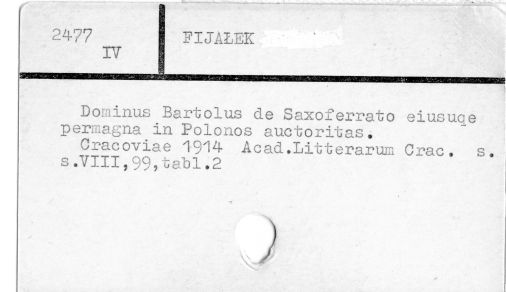 2477
IV
FIJAŁEK
Dominus Bartolus de Saxoferrato eiusuqe
permagna in Polonos auctoritas.
Cracoviae 1914 Acad.Litterarum Crac. s.
s.VIII,99,tabl.2